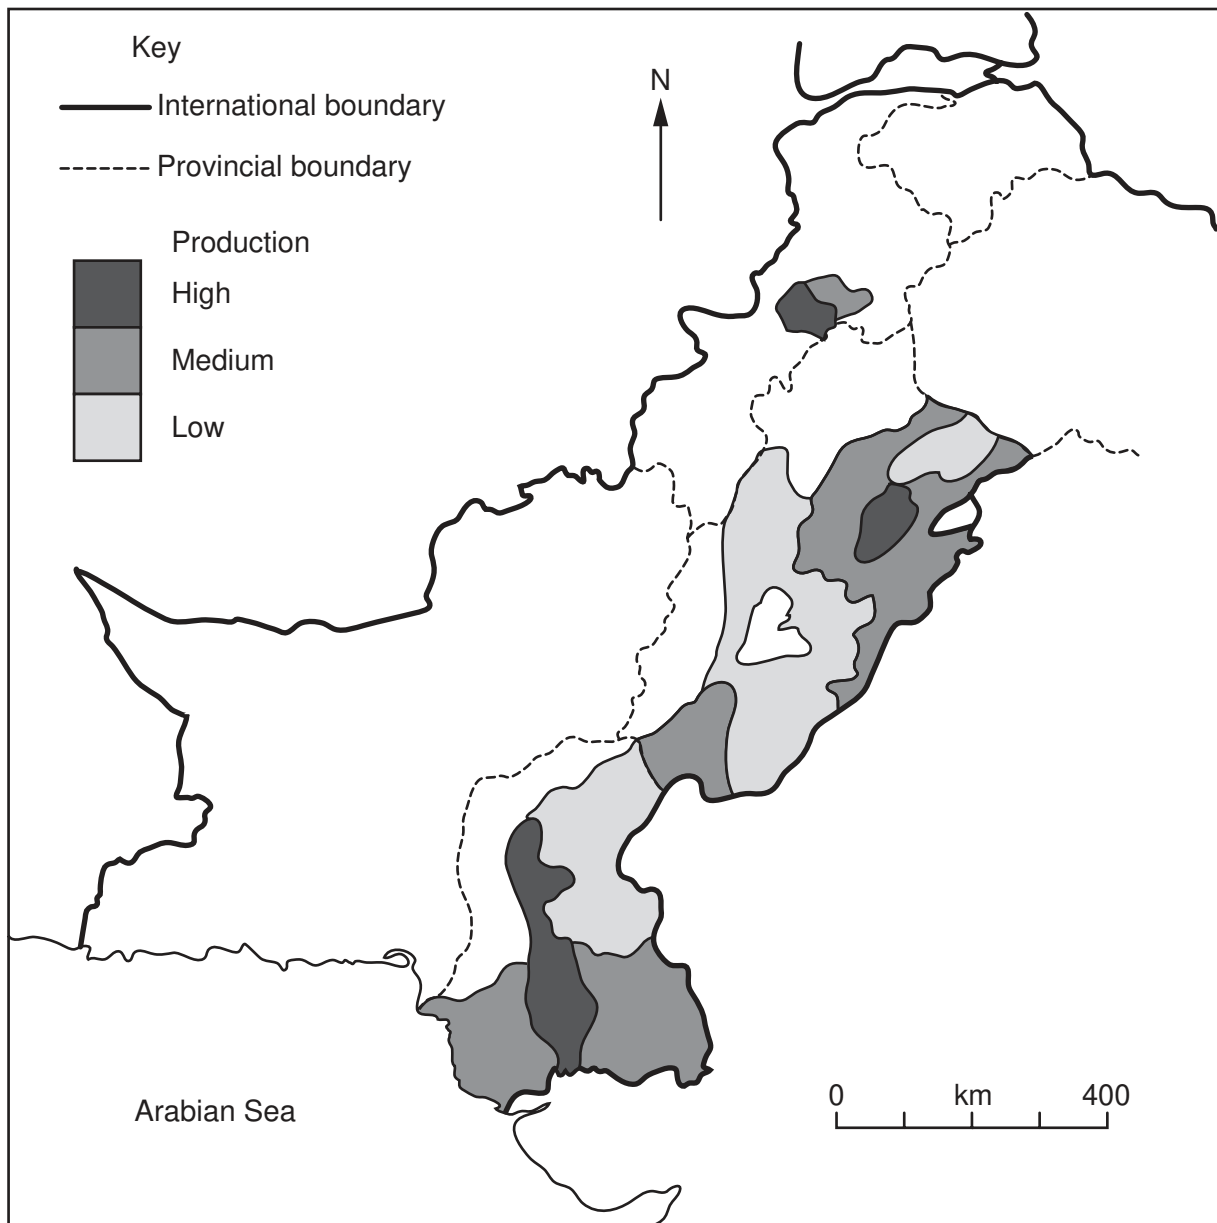 Key
International boundary
Provincial boundary
Production
High
Medium
Low
N
Arabian Sea
0 km 400